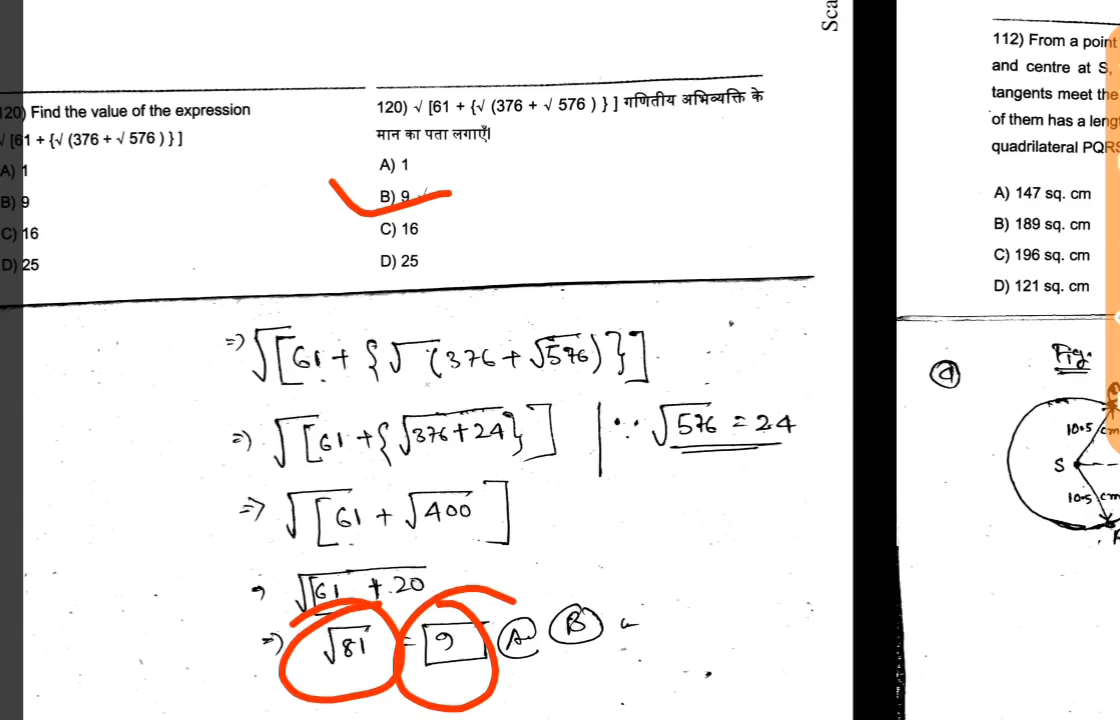 Sca
120) Find the value of the expression
√ [61 + {√ (376 + √ 576 ) } ]
A) 1
B) 9
C) 16
D) 25
120) √ [61 + {√ (376 + √ 576 ) } ] गणितीय अभिव्यक्ति के
मान का पता लगाएँ।
A) 1
B) 9
C) 16
D) 25
=> √[61 + {√(376 + √576)}]
=> √[61 + {√376+24}] | ∵ √576 = 24
=> √[61 + √400]
√61 + 20
=> √81 = 9 B
112) From a point
and centre at S,
tangents meet the
of them has a leng
quadrilateral PQRS
A) 147 sq. cm
B) 189 sq. cm
C) 196 sq. cm
D) 121 sq. cm
Fig.
10.5 cm
S
10.5 cm